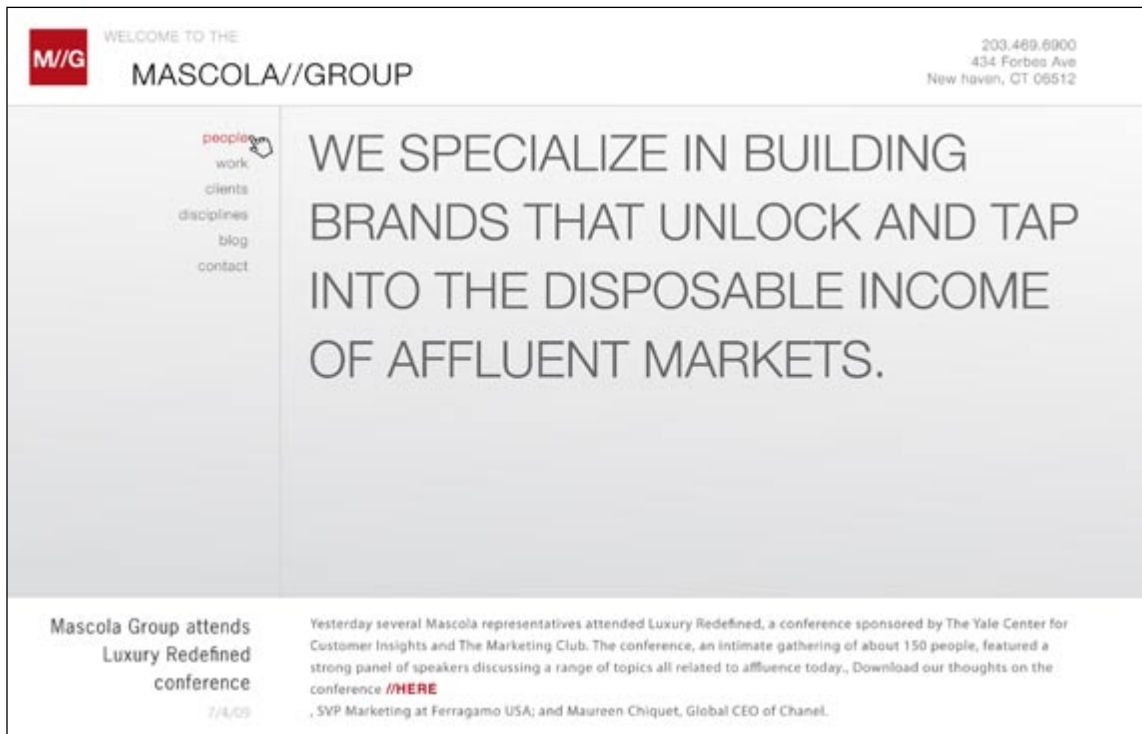 M//G
WELCOME TO THE
MASCOLA//GROUP
203.469.6900
434 Forbes Ave
New haven, CT 06512
people
work
clients
disciplines
blog
contact
WE SPECIALIZE IN BUILDING
BRANDS THAT UNLOCK AND TAP
INTO THE DISPOSABLE INCOME
OF AFFLUENT MARKETS.
Mascola Group attends
Luxury Redefined
conference
7/4/09
Yesterday several Mascola representatives attended Luxury Redefined, a conference sponsored by The Yale Center for
Customer Insights and The Marketing Club. The conference, an intimate gathering of about 150 people, featured a
strong panel of speakers discussing a range of topics all related to affluence today., Download our thoughts on the
conference //HERE
, SVP Marketing at Ferragamo USA; and Maureen Chiquet, Global CEO of Chanel.